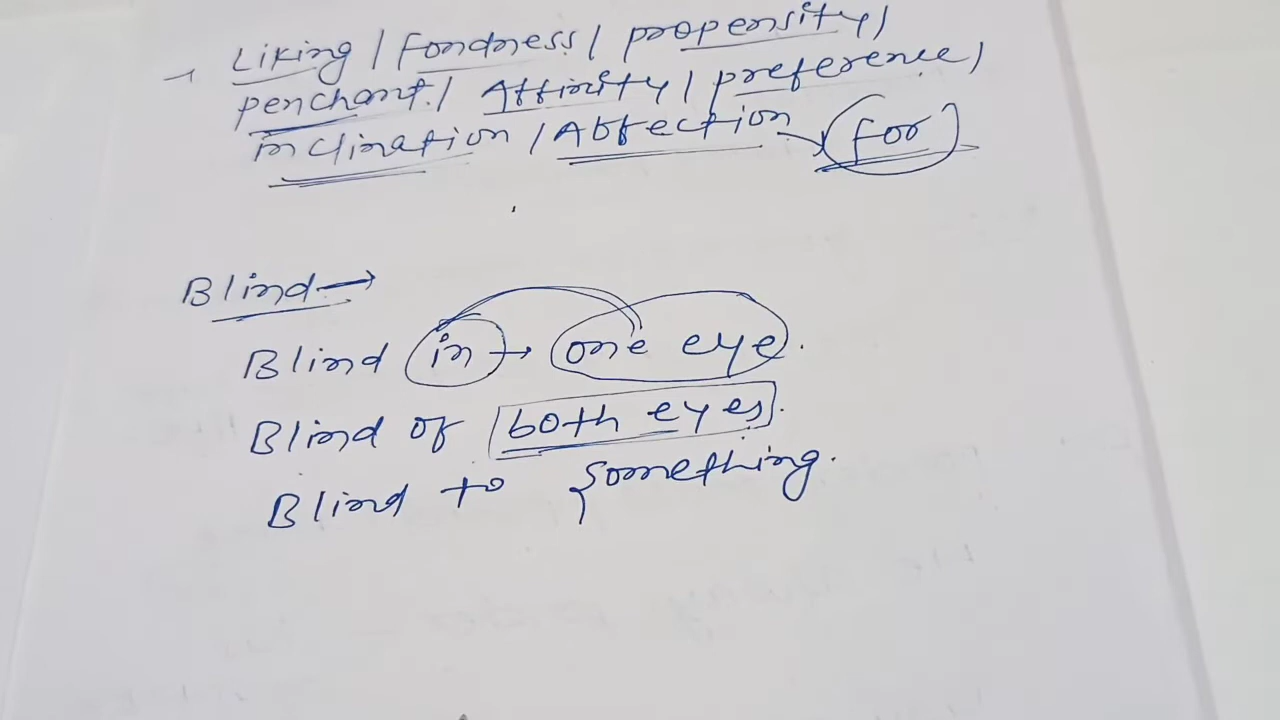 → Liking / Fondness / propensity /
penchant. / Affinity / preference /
inclination / Affection → for
Blind →
Blind in → one eye.
Blind of both eyes.
Blind to something.